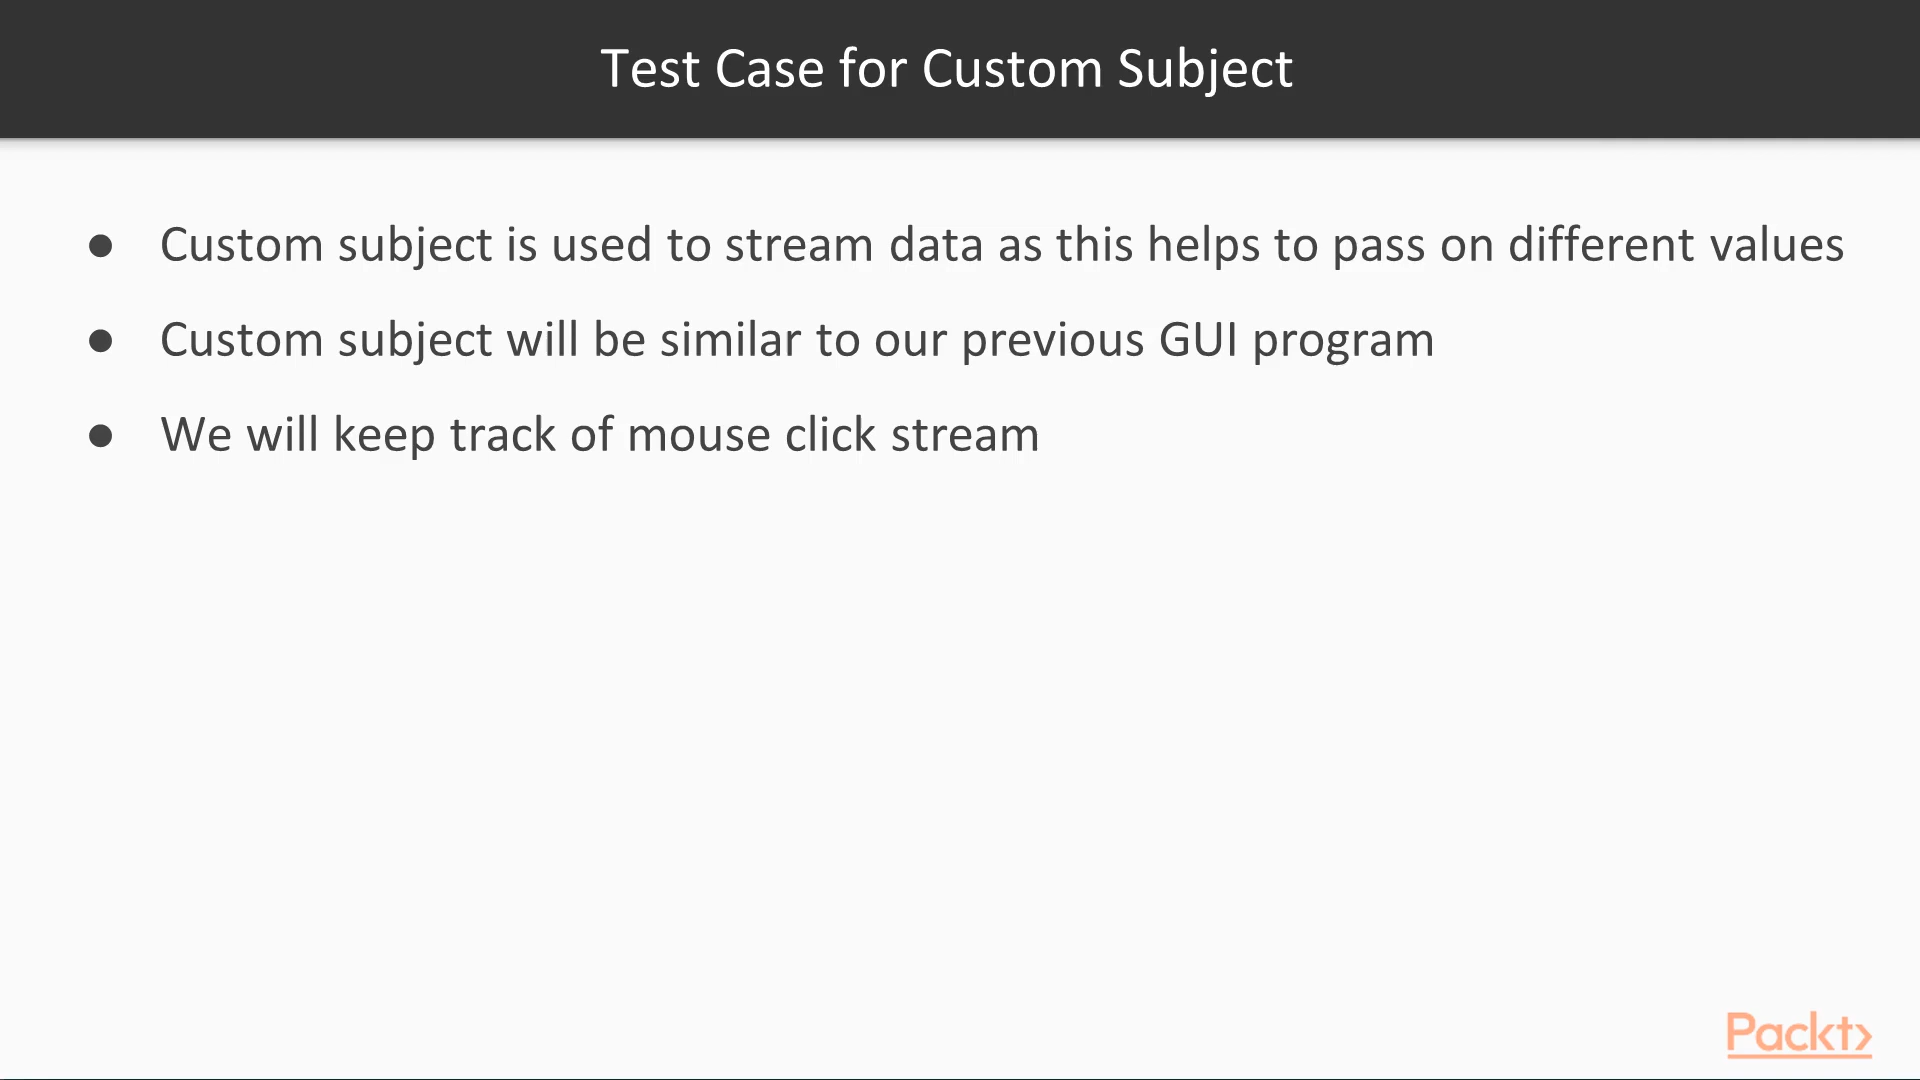 Test Case for Custom Subject
● Custom subject is used to stream data as this helps to pass on different values
● Custom subject will be similar to our previous GUI program
● We will keep track of mouse click stream
Packt>